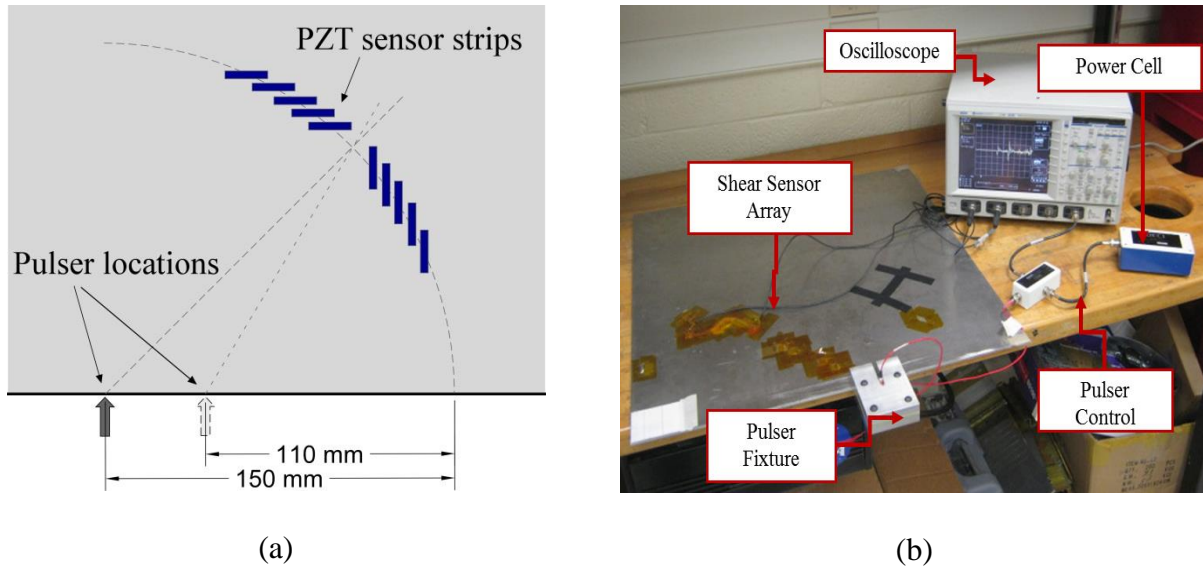 PZT sensor strips
Pulser locations
110 mm
150 mm
(a)
Oscilloscope
Power Cell
Shear Sensor
Array
Pulser
Fixture
Pulser
Control
(b)